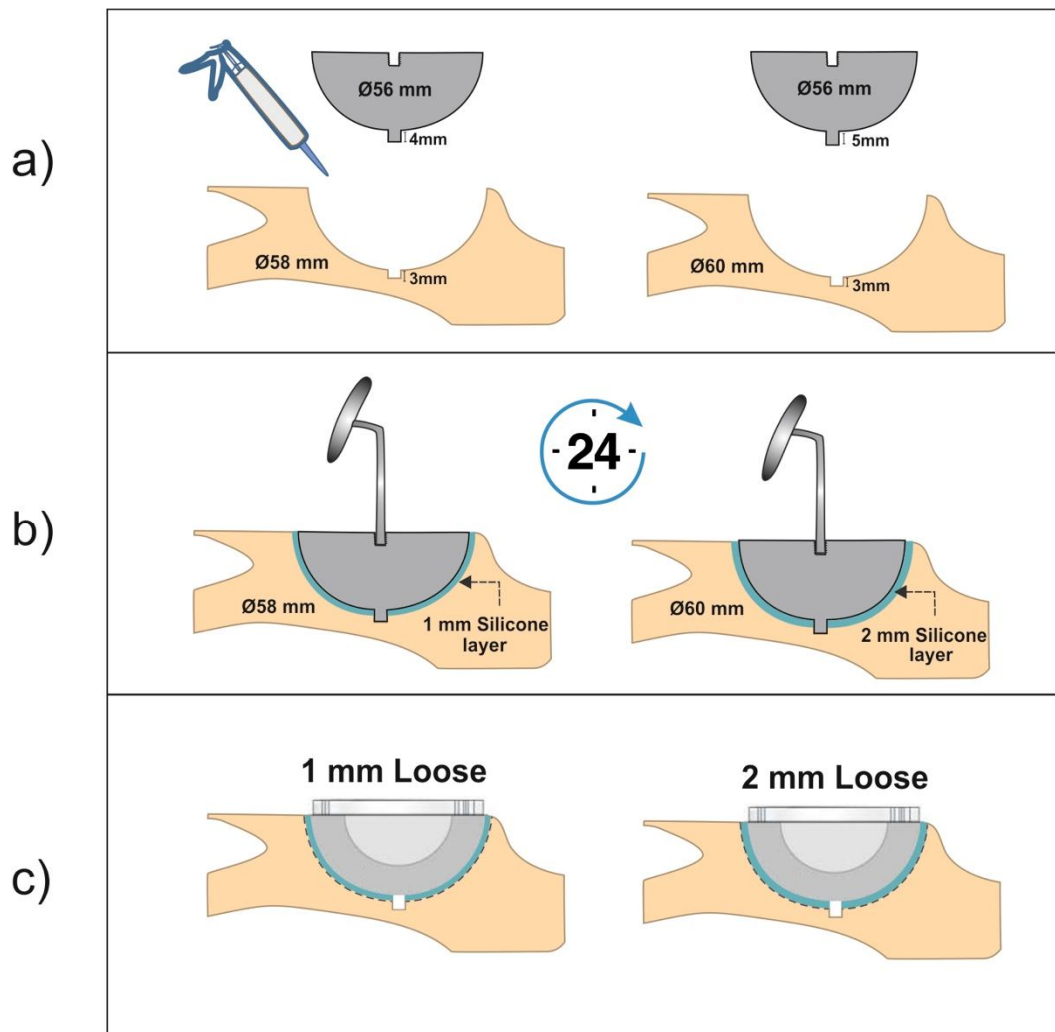 a)
Ø56 mm
4mm
Ø58 mm
3mm
Ø56 mm
5mm
Ø60 mm
3mm
b)
24
Ø58 mm
1 mm Silicone
layer
Ø60 mm
2 mm Silicone
layer
c)
1 mm Loose
2 mm Loose